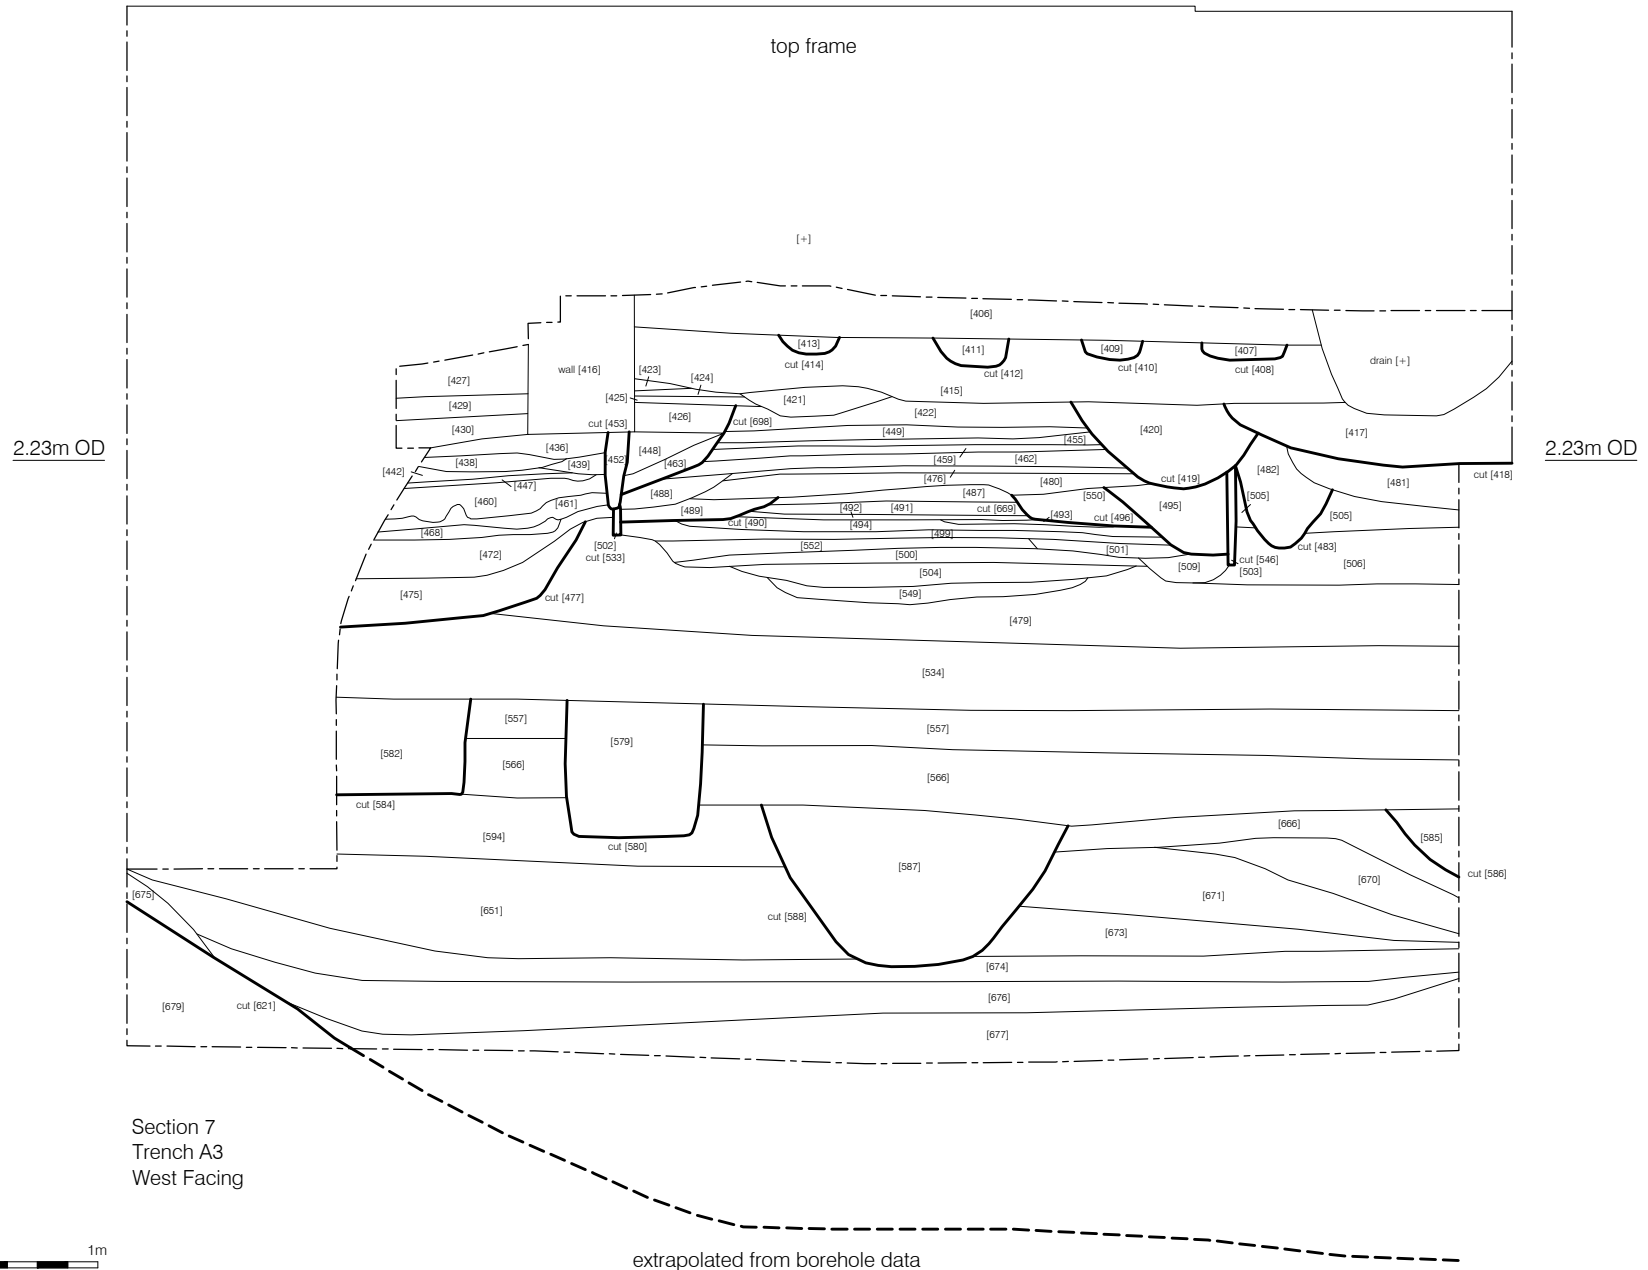 top frame
[+]
[406]
[413]
[411]
[409]
[407]
cut [414]
cut [412]
cut [410]
cut [408]
drain [+]
wall [416]
[423]
[424]
[427]
[425]
[421]
[415]
[429]
[426]
[422]
[430]
cut [453]
cut [698]
[449]
[420]
[417]
2.23m OD
2.23m OD
[436]
[448]
[455]
[438]
[439]
[452]
[463]
[459]
[462]
[442]
[482]
cut [418]
[447]
[476]
[480]
cut [419]
[481]
[460]
[461]
[488]
[487]
[550]
[505]
[489]
[492]
[491]
cut [669]
[493]
cut [496]
[495]
[505]
[468]
cut [490]
[494]
[499]
[472]
[502]
cut [533]
[552]
[500]
[501]
cut [483]
[509]
cut [546]
[503]
[506]
[504]
[475]
cut [477]
[549]
[479]
[534]
[557]
[557]
[582]
[579]
[566]
[566]
cut [584]
[594]
cut [580]
[666]
[585]
[587]
cut [586]
[675]
[670]
[671]
[651]
cut [588]
[673]
[674]
[679]
cut [621]
[676]
[677]
Section 7
Trench A3
West Facing
1m
extrapolated from borehole data